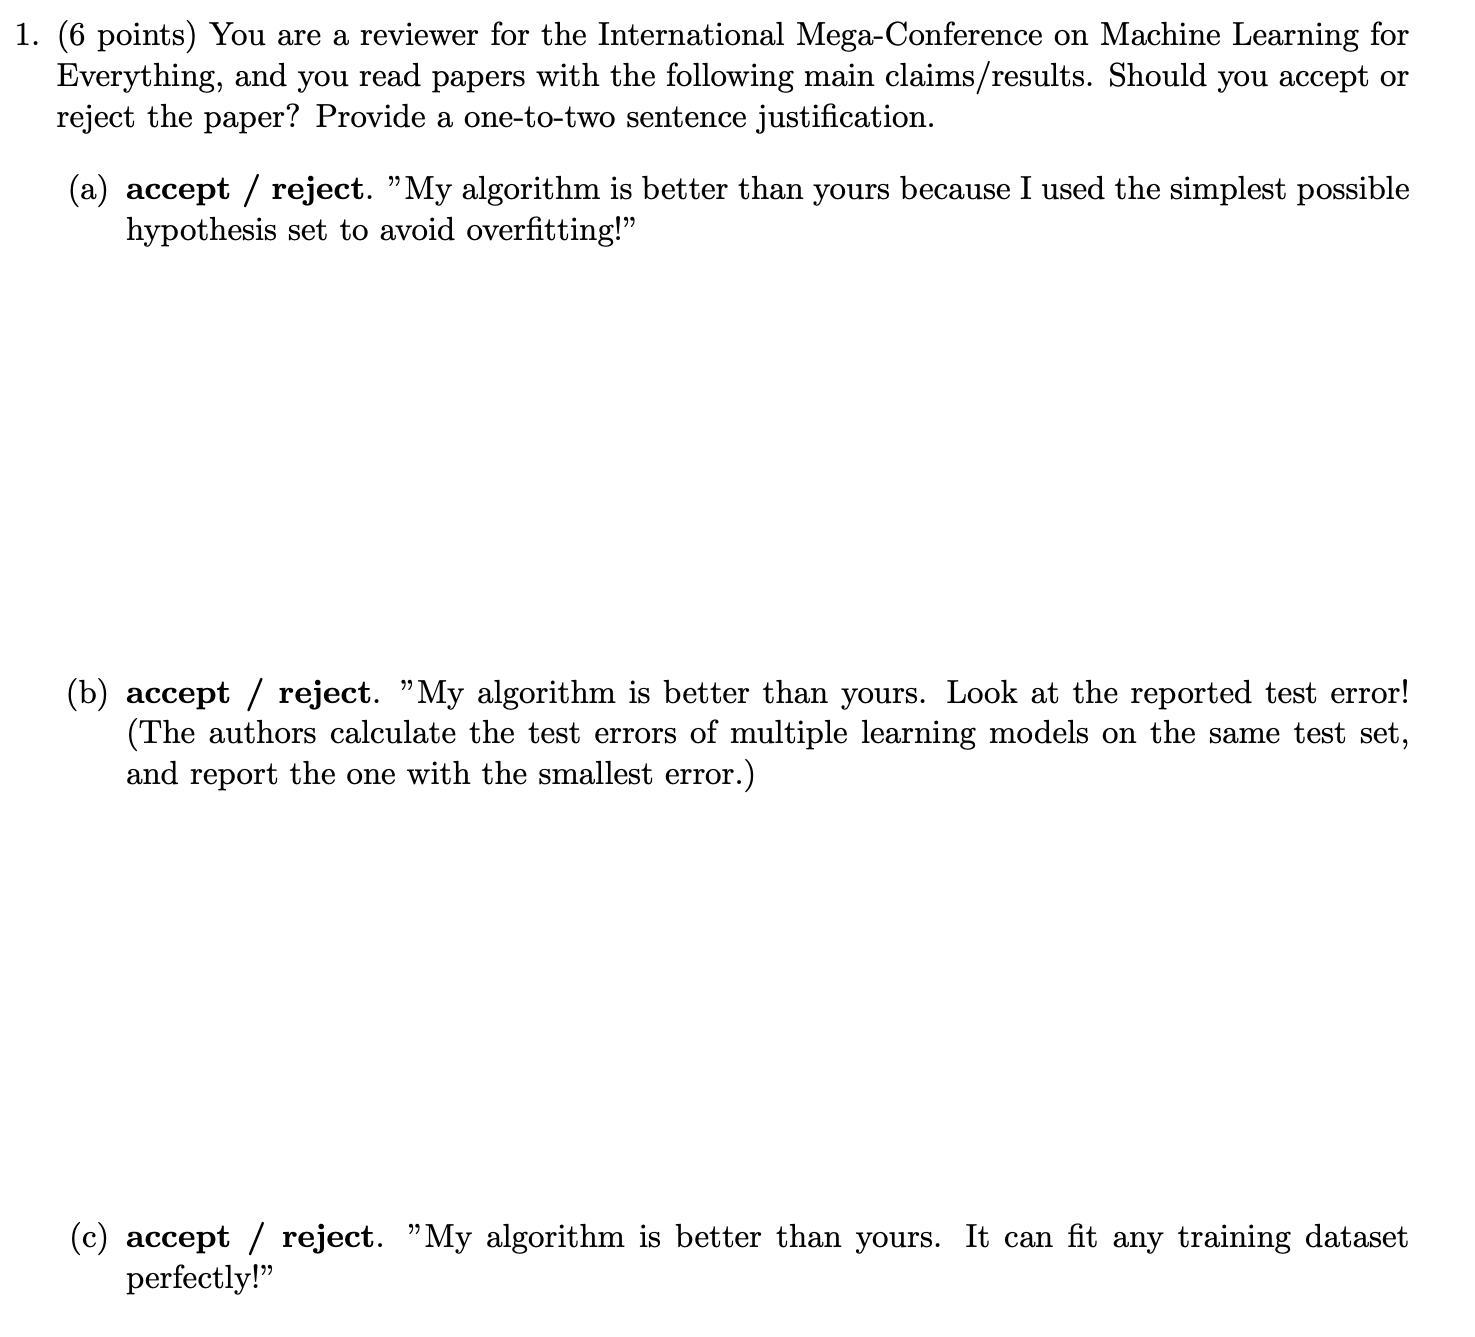 1. (6 points) You are a reviewer for the International Mega-Conference on Machine Learning for
Everything, and you read papers with the following main claims/results. Should you accept or
reject the paper? Provide a one-to-two sentence justification.
(a) accept / reject. ”My algorithm is better than yours because I used the simplest possible
hypothesis set to avoid overfitting!”
(b) accept / reject. ”My algorithm is better than yours. Look at the reported test error!
(The authors calculate the test errors of multiple learning models on the same test set,
and report the one with the smallest error.)
(c) accept / reject. ”My algorithm is better than yours. It can fit any training dataset
perfectly!”